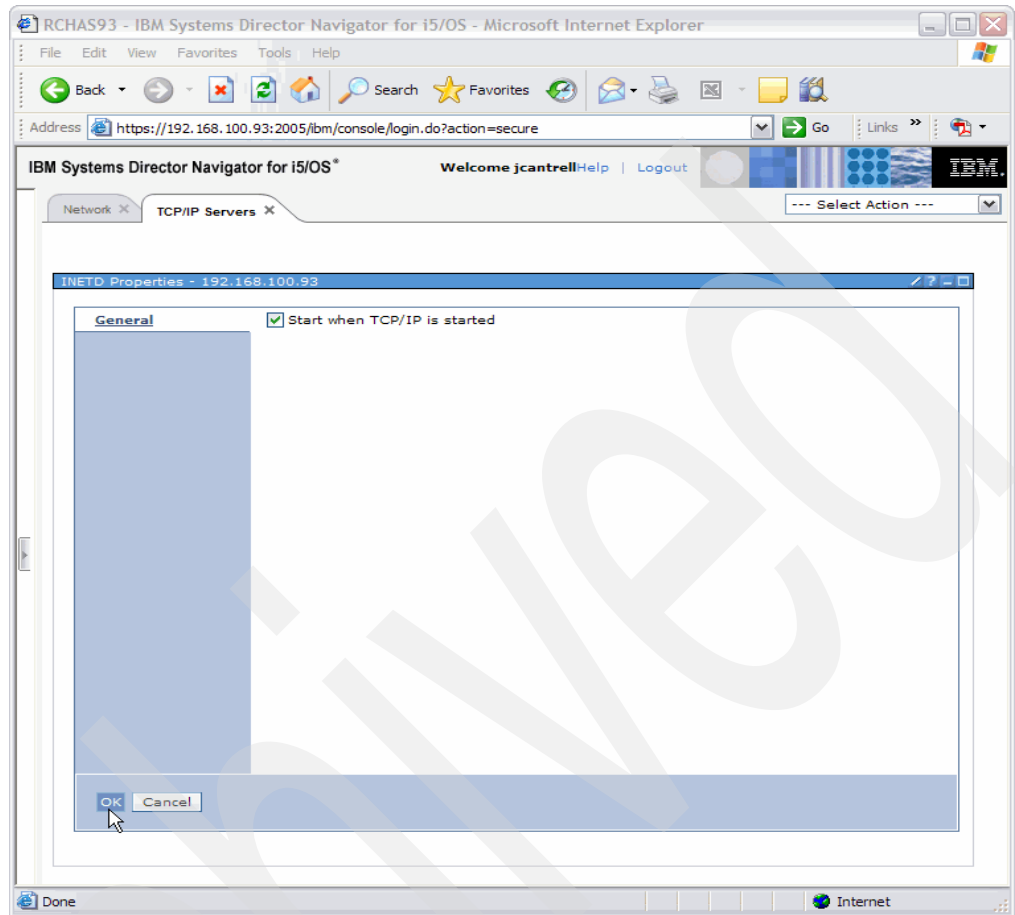 RCHAS93 - IBM Systems Director Navigator for i5/OS - Microsoft Internet Explorer
File Edit View Favorites Tools Help
Back Search Favorites
Address https://192.168.100.93:2005/ibm/console/login.do?action=secure Go Links »
IBM Systems Director Navigator for i5/OS® Welcome jcantrell Help | Logout IBM.
Network × TCP/IP Servers × --- Select Action ---
INETD Properties - 192.168.100.93 ? 
General Start when TCP/IP is started
OK Cancel
hived
Done Internet